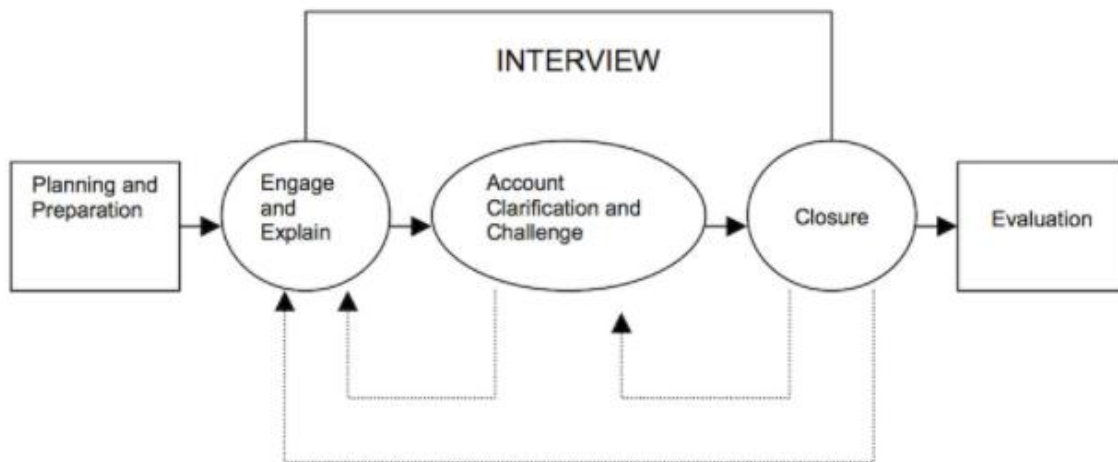 INTERVIEW
Planning and
Preparation
Engage
and
Explain
Account
Clarification and
Challenge
Closure
Evaluation